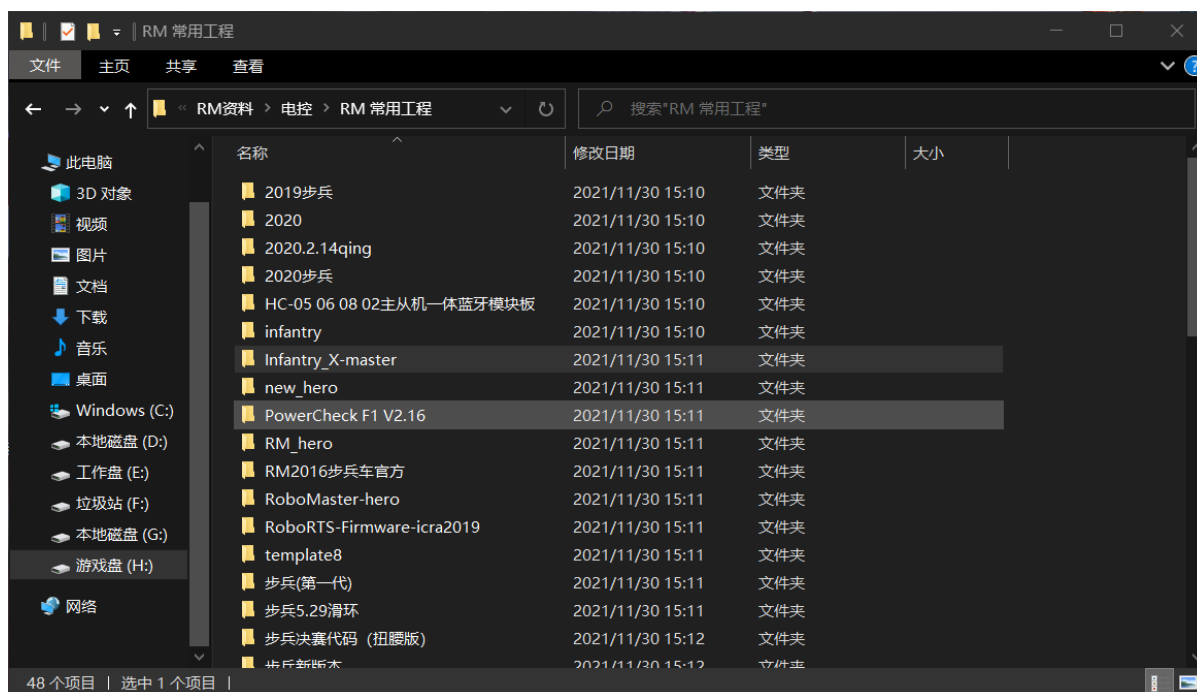 RM 常用工程
文件 主页 共享 查看
« RM资料 > 电控 > RM 常用工程
搜索"RM 常用工程"
此电脑
3D 对象
视频
图片
文档
下载
音乐
桌面
Windows (C:)
本地磁盘 (D:)
工作盘 (E:)
垃圾站 (F:)
本地磁盘 (G:)
游戏盘 (H:)
网络
名称 修改日期 类型 大小
2019步兵 2021/11/30 15:10 文件夹
2020 2021/11/30 15:10 文件夹
2020.2.14qing 2021/11/30 15:10 文件夹
2020步兵 2021/11/30 15:10 文件夹
HC-05 06 08 02主从机一体蓝牙模块板 2021/11/30 15:10 文件夹
infantry 2021/11/30 15:10 文件夹
Infantry_X-master 2021/11/30 15:11 文件夹
new_hero 2021/11/30 15:11 文件夹
PowerCheck F1 V2.16 2021/11/30 15:11 文件夹
RM_hero 2021/11/30 15:11 文件夹
RM2016步兵车官方 2021/11/30 15:11 文件夹
RoboMaster-hero 2021/11/30 15:11 文件夹
RoboRTS-Firmware-icra2019 2021/11/30 15:11 文件夹
template8 2021/11/30 15:11 文件夹
步兵(第一代) 2021/11/30 15:11 文件夹
步兵5.29滑环 2021/11/30 15:11 文件夹
步兵决赛代码（扭腰版） 2021/11/30 15:12 文件夹
步兵新版本 2021/11/30 15:12 文件夹
48 个项目 | 选中 1 个项目 |